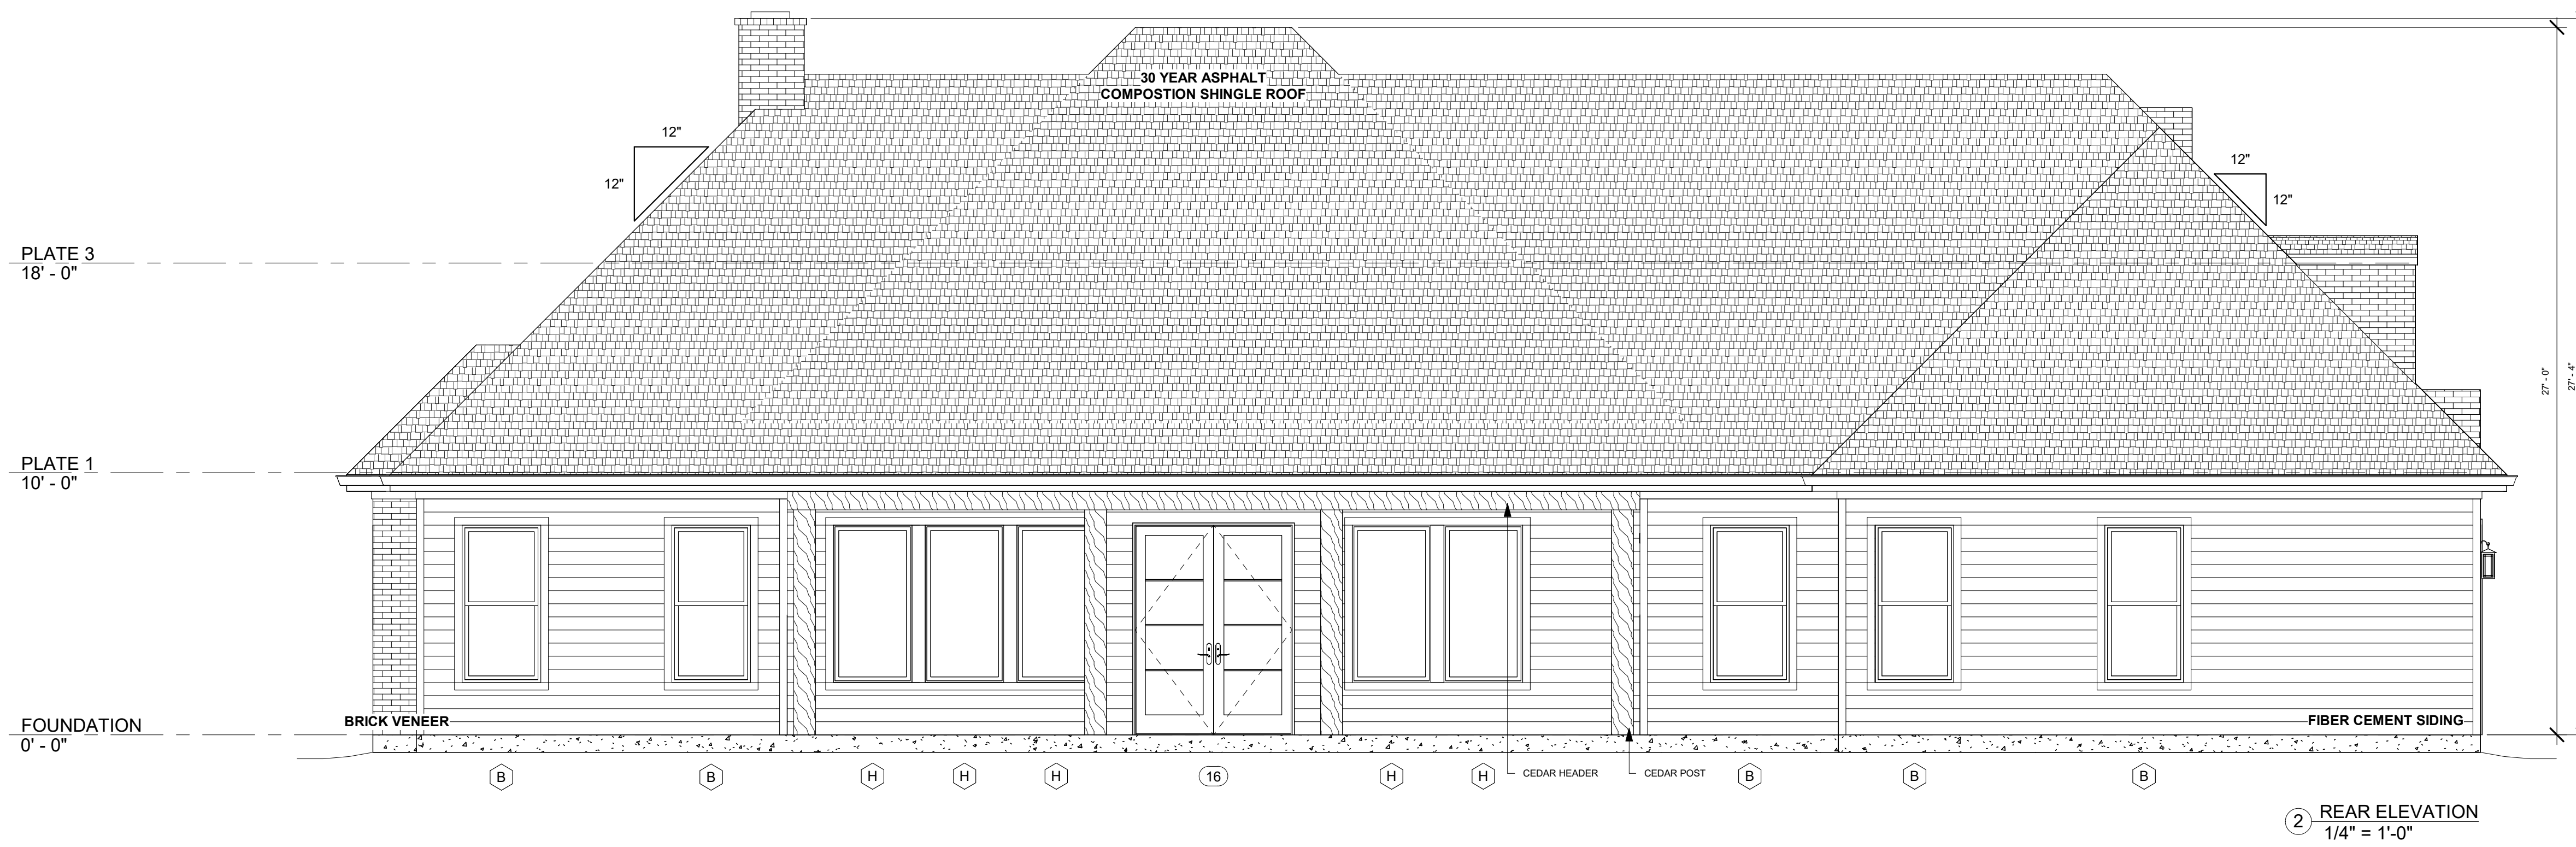 30 YEAR ASPHALT
COMPOSTION SHINGLE ROOF
12"
12"
12"
12"
PLATE 3
18' - 0"
27' - 0"
27' - 4"
PLATE 1
10' - 0"
FOUNDATION
0' - 0"
BRICK VENEER
FIBER CEMENT SIDING
B
B
H
H
H
16
H
H
CEDAR HEADER
CEDAR POST
B
B
B
2
REAR ELEVATION
1/4" = 1'-0"